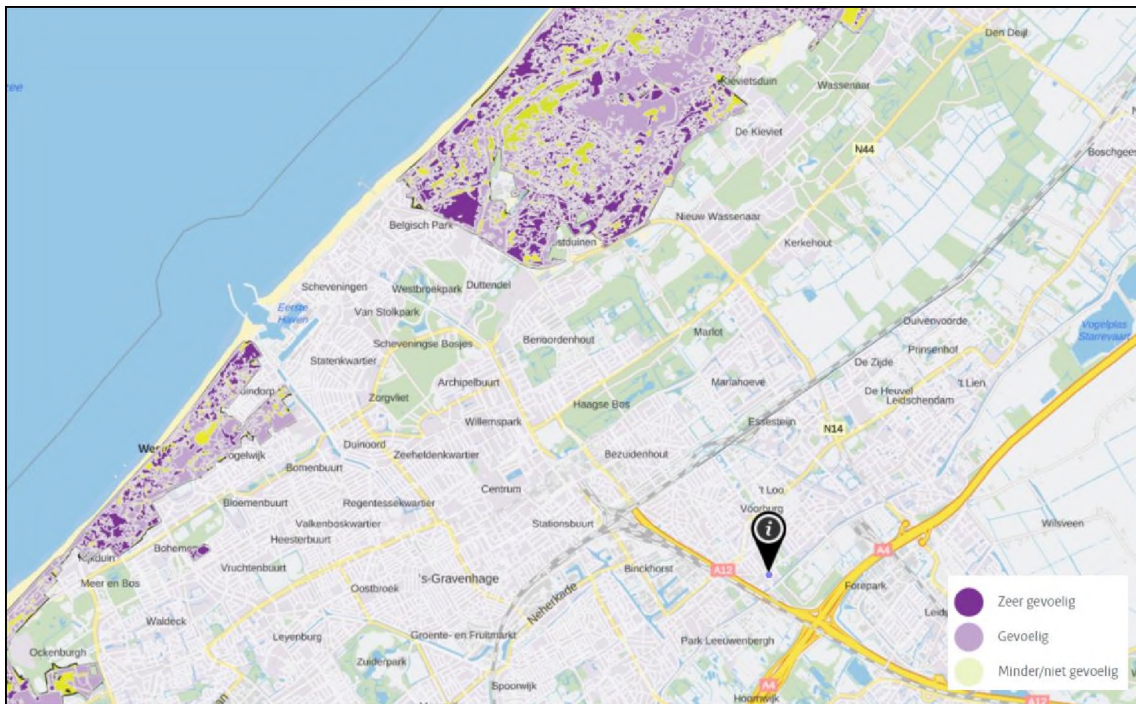 Den Deijl
Kievietsduin
Wassenaar
De Kieviet
N44
Boschgees
Belgisch Park
Nieuw Wassenaar
stduinen
Kerkehout
Scheveningen
Westbroekpark
Duttendel
Eerste
Haven
Van Stolkpark
Duivenvoorde
Vogelplas
Starrevaart
Marlot
Scheveningse Bosjes
Benoordenhout
Prinsenhof
Statenkwartier
De Zijde
Archipelbuurt
Mariahoeve
't Lien
De Heuvel
Leidschendam
Zorgvliet
Haagse Bos
Willemspark
Essesteijn
N14
Duinoord
Zeeheldenkwartier
Bezuidenhout
Bomenbuurt
Centrum
't Loo
Bloemenbuurt
Regentessekwartier
Voorburg
Valkenboskwartier
Stationsbuurt
Wilsveen
Heesterbuurt
i
A4
Kijkduin
Vruchtenbuurt
Binckhorst
A12
Meer en Bos
's-Gravenhage
Forepark
Oostbroek
Neherkade
Zeer gevoelig
Waldeck
Leyenburg
Groente- en Fruitmarkt
Park Leeuwenbergh
Gevoelig
Ockenburgh
Zuiderpark
Minder/niet gevoelig
Spoorwijk
A4
Hoornwijk
A12